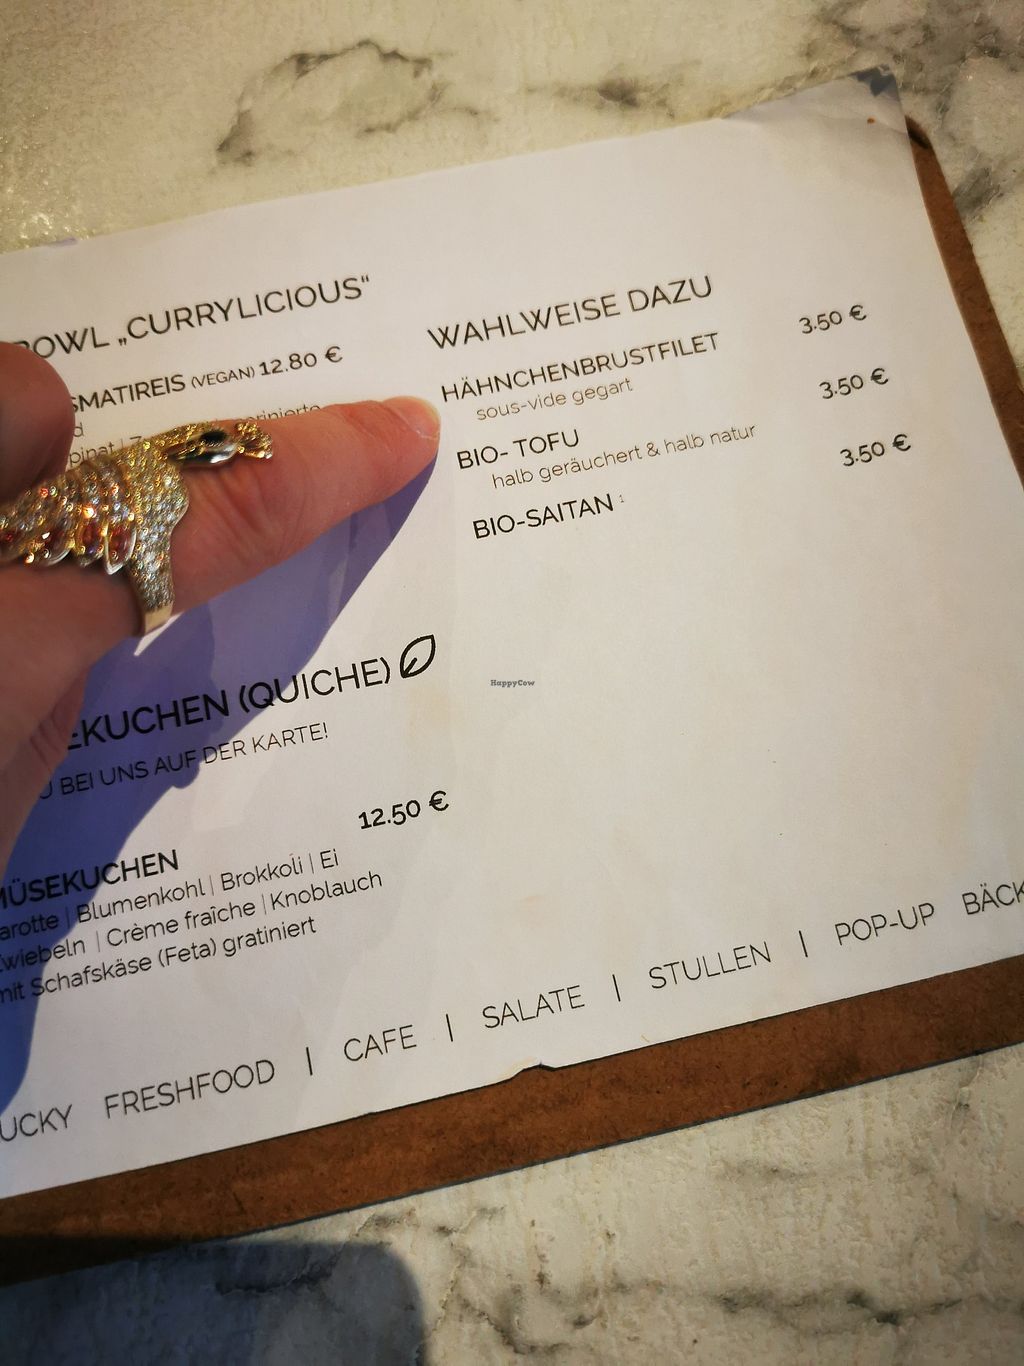 BOWL „CURRYLICIOUS“
SMATIREIS (VEGAN) 12.80 €
WAHLWEISE DAZU
HÄHNCHENBRUSTFILET 3.50 €
sous-vide gegart
BIO- TOFU 3.50 €
halb geräuchert & halb natur
BIO-SAITAN ¹ 3.50 €
EKUCHEN (QUICHE)
U BEI UNS AUF DER KARTE!
12.50 €
MÜSEKUCHEN
arotte | Blumenkohl | Brokkoli | Ei
Zwiebeln | Crème fraîche | Knoblauch
mit Schafskäse (Feta) gratiniert
UCKY FRESHFOOD | CAFE | SALATE | STULLEN | POP-UP BÄCK
HappyCow